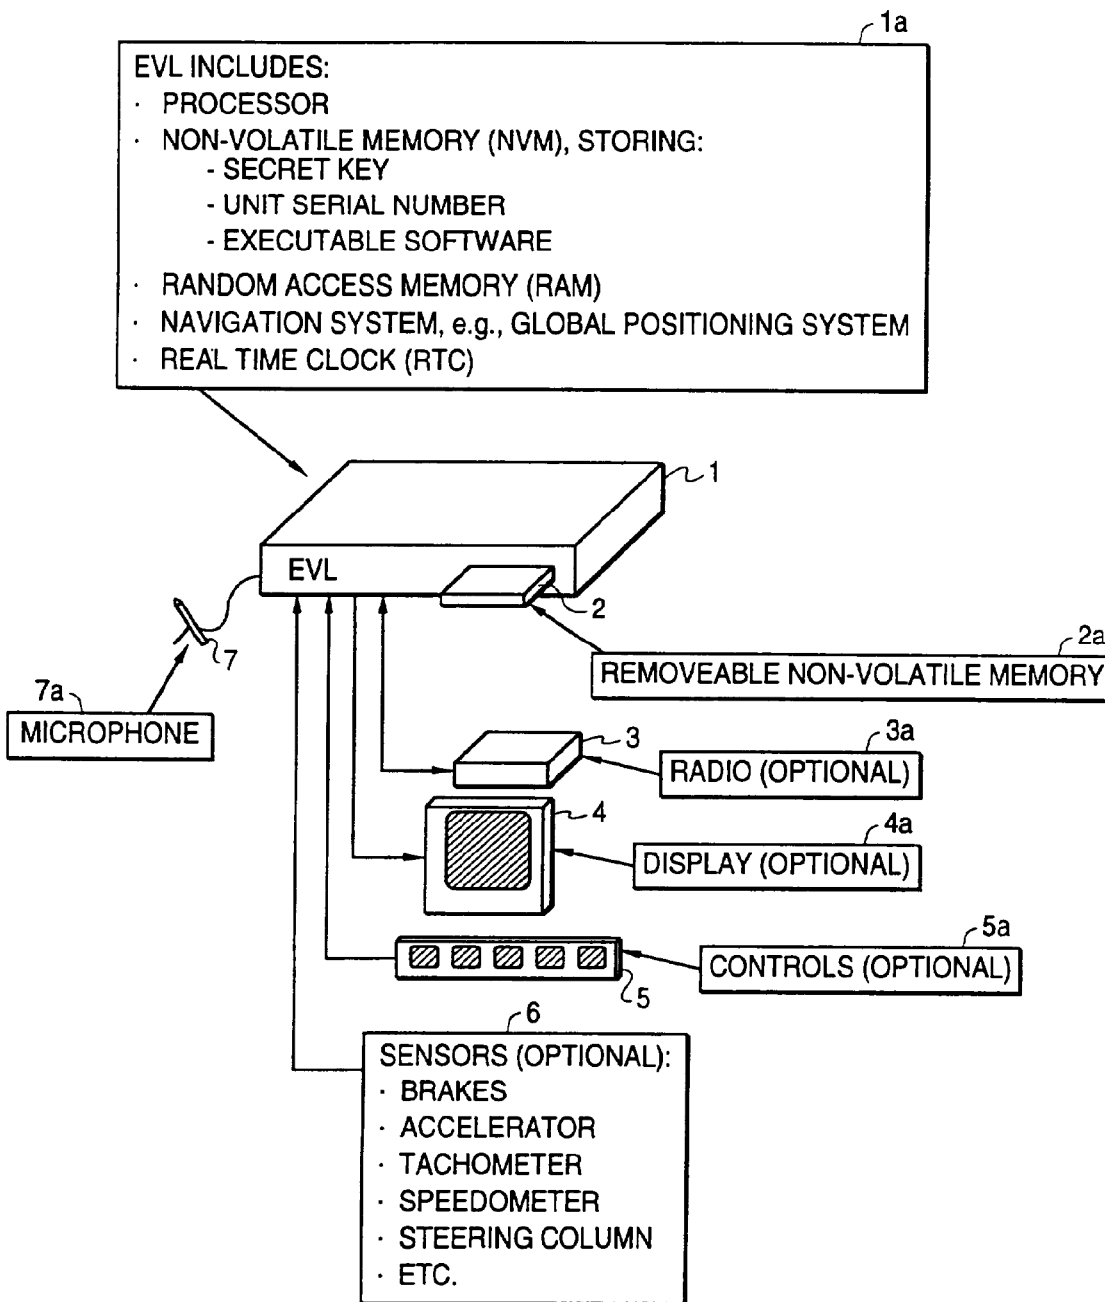 1a
EVL INCLUDES:
· PROCESSOR
· NON-VOLATILE MEMORY (NVM), STORING:
- SECRET KEY
- UNIT SERIAL NUMBER
- EXECUTABLE SOFTWARE
· RANDOM ACCESS MEMORY (RAM)
· NAVIGATION SYSTEM, e.g., GLOBAL POSITIONING SYSTEM
· REAL TIME CLOCK (RTC)
1
EVL
2
7
2a
REMOVEABLE NON-VOLATILE MEMORY
7a
MICROPHONE
3
3a
RADIO (OPTIONAL)
4
4a
DISPLAY (OPTIONAL)
5a
CONTROLS (OPTIONAL)
5
6
SENSORS (OPTIONAL):
· BRAKES
· ACCELERATOR
· TACHOMETER
· SPEEDOMETER
· STEERING COLUMN
· ETC.